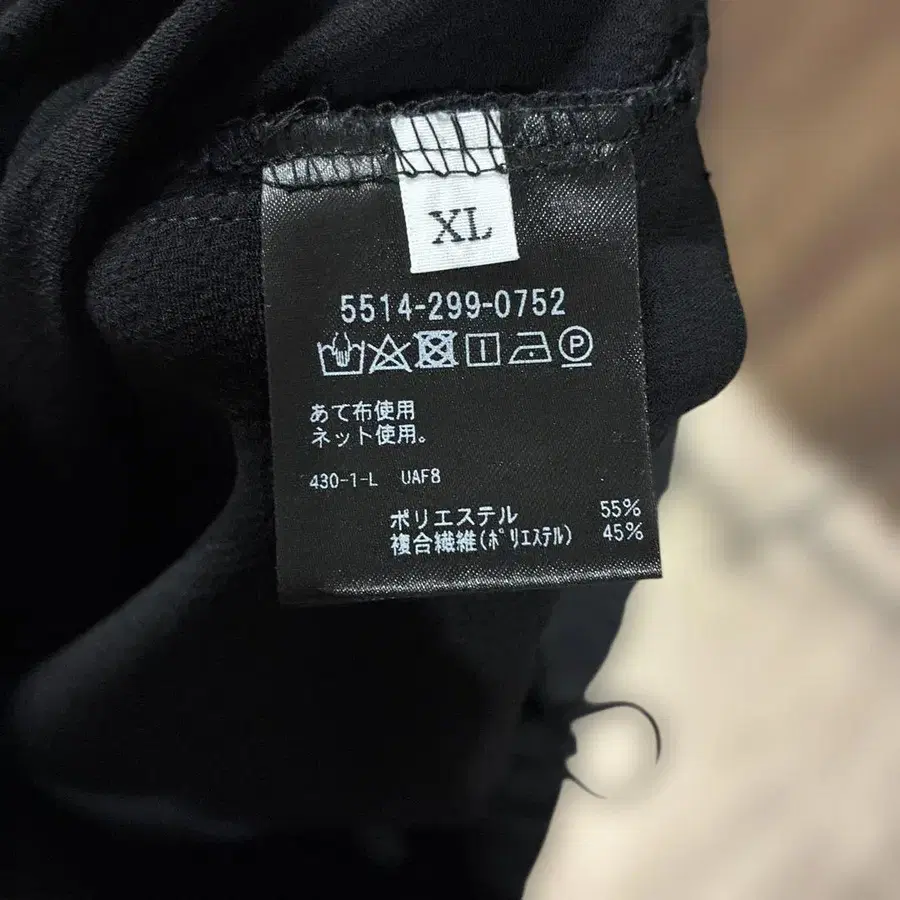 XL
5514-299-0752
P
あて布使用
ネット使用。
430-1-L UAF8
ポリエステル 55%
複合繊維(ポリエステル) 45%